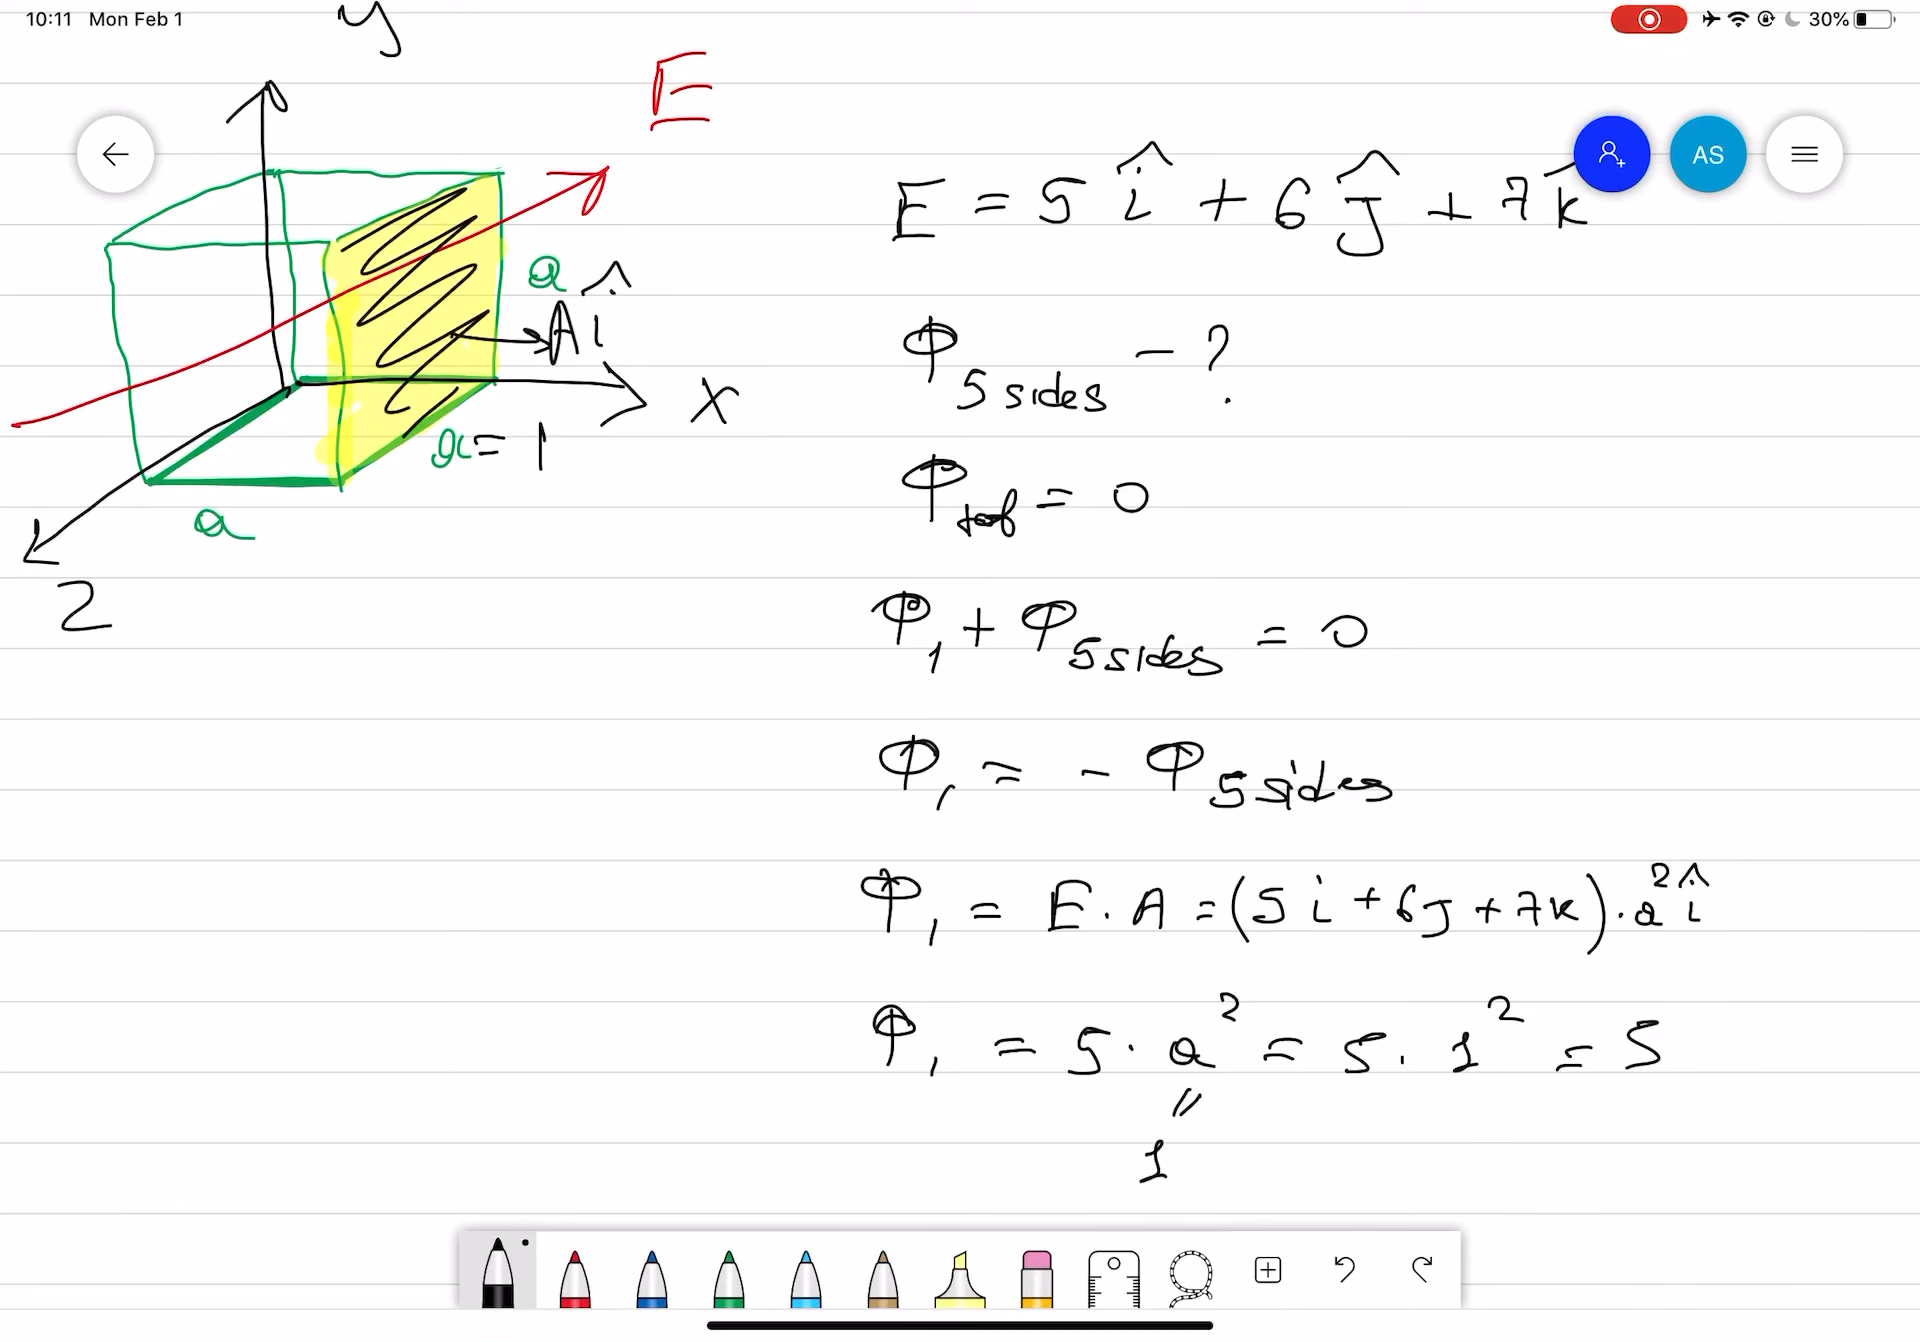 10:11 Mon Feb 1
30%
y
E
AS
E = 5 î + 6 ĵ + 7 k̂
a
A î
Φ 5 sides - ?
x
a = 1
Φ tot = 0
a
z
Φ₁ + Φ 5 sides = 0
Φ₁ = - Φ 5 sides
Φ₁ = E . A = (5 i + 6 j + 7 k) . a² î
Φ₁ = 5 . a² = 5 . 1² = 5
"
1